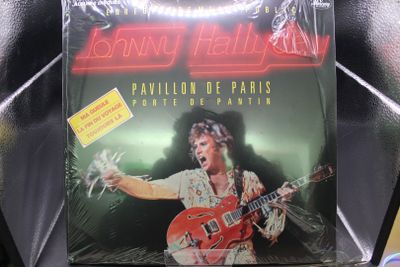 Johnny Hallyday
PAVILLON DE PARIS
PORTE DE PANTIN
MA GUEULE
LA FIN DU VOYAGE
TOUJOURS LÀ